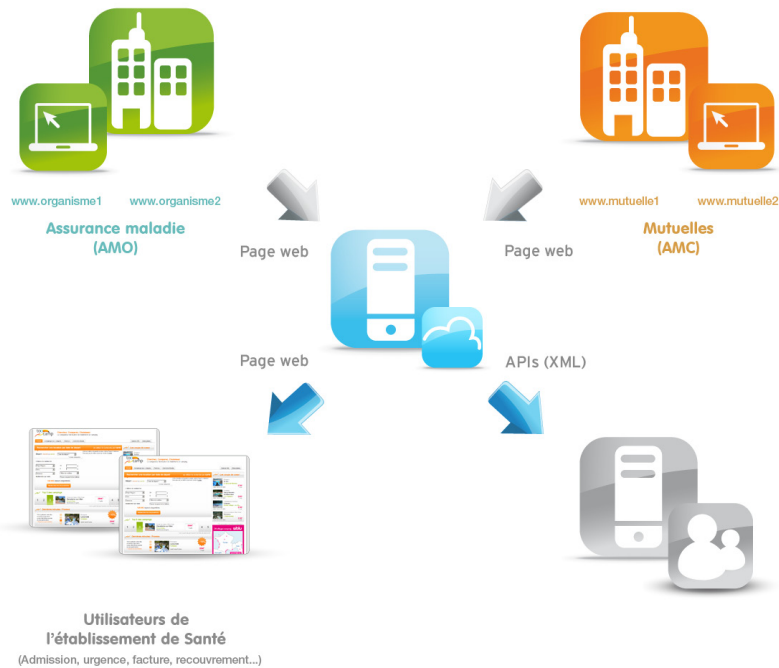 www.organisme1 www.organisme2
Assurance maladie
(AMO)
www.mutuelle1 www.mutuelle2
Mutuelles
(AMC)
Page web
Page web
Page web
APIs (XML)
Utilisateurs de
l'établissement de Santé
(Admission, urgence, facture, recouvrement...)